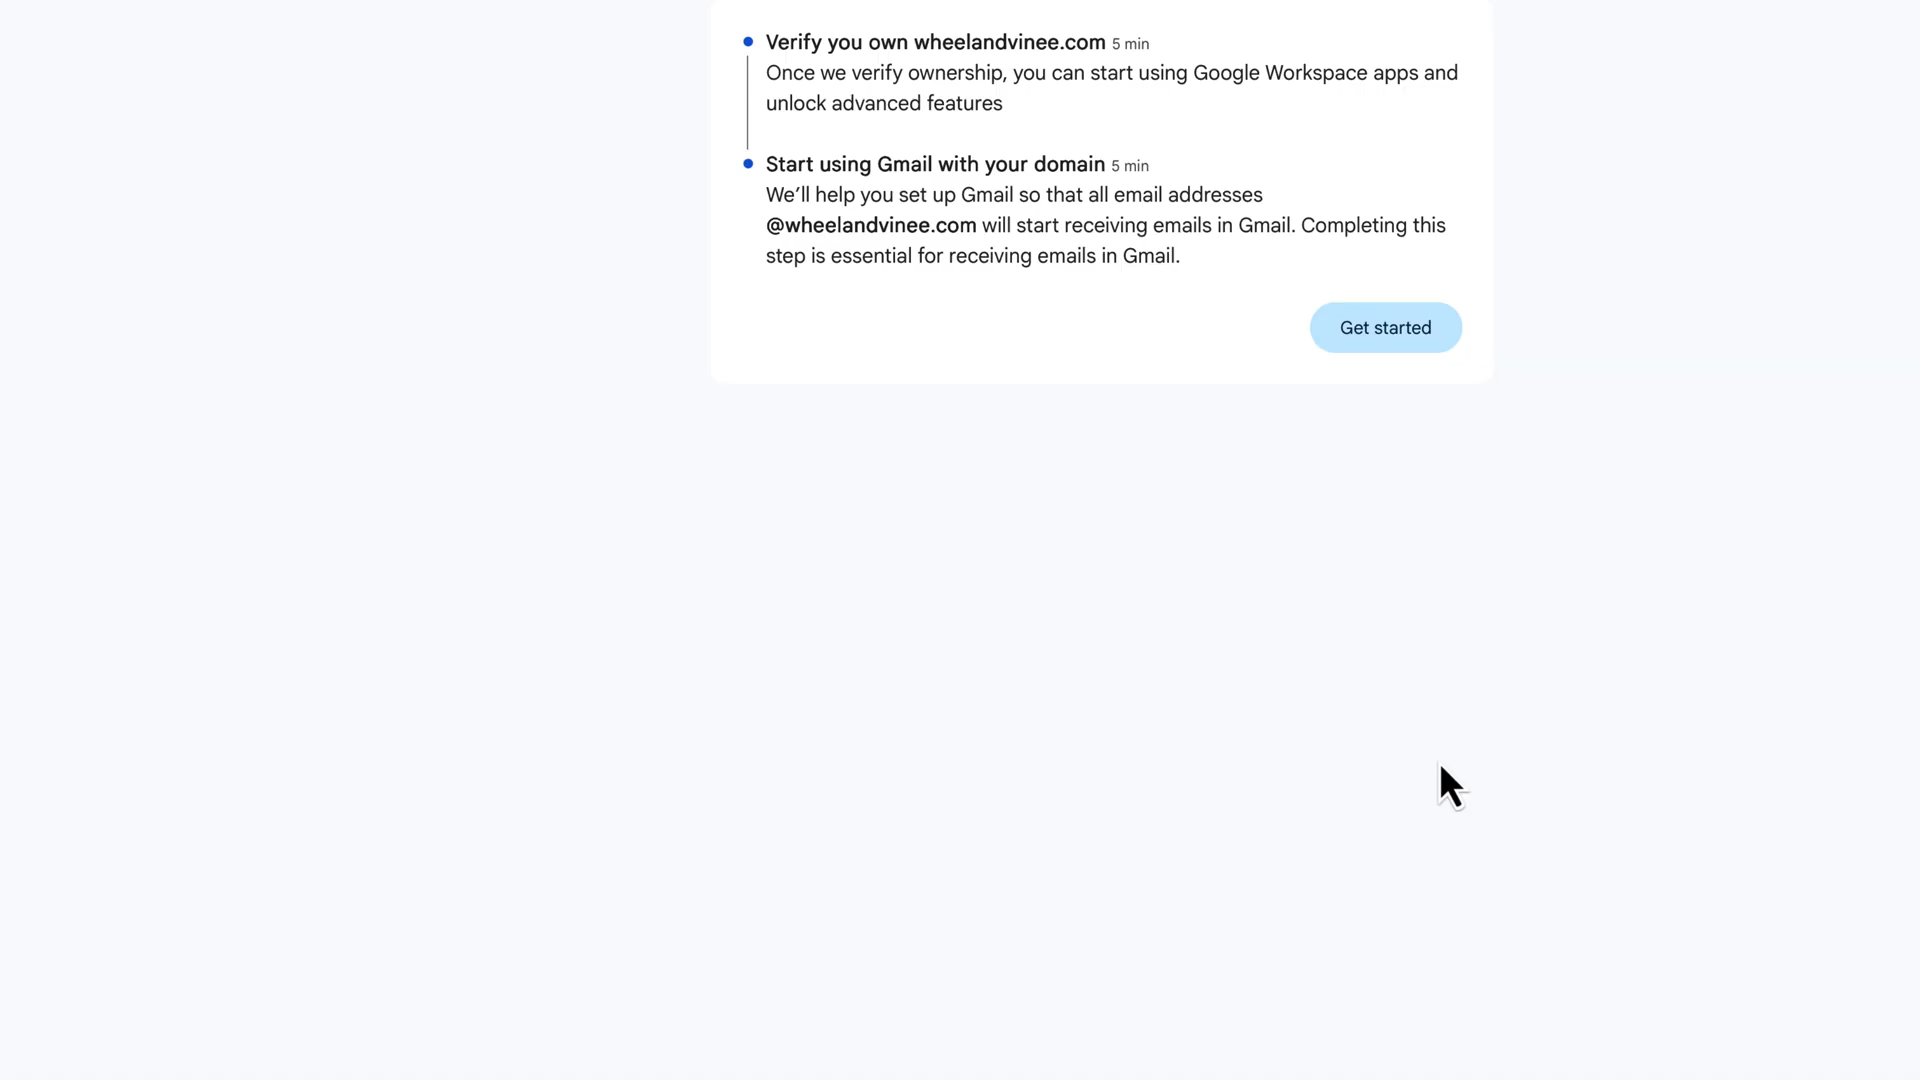 Verify you own wheelandvinee.com 5 min
Once we verify ownership, you can start using Google Workspace apps and
unlock advanced features
Start using Gmail with your domain 5 min
We’ll help you set up Gmail so that all email addresses
@wheelandvinee.com will start receiving emails in Gmail. Completing this
step is essential for receiving emails in Gmail.
Get started